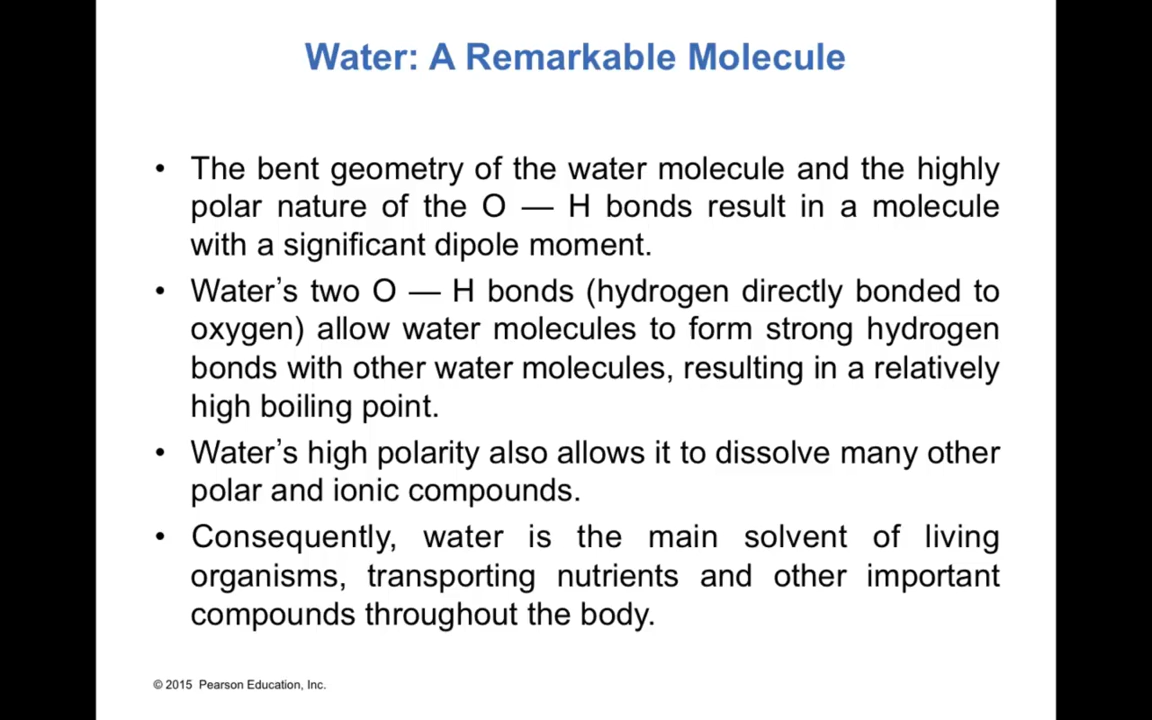 Water: A Remarkable Molecule
• The bent geometry of the water molecule and the highly
polar nature of the O — H bonds result in a molecule
with a significant dipole moment.
• Water’s two O — H bonds (hydrogen directly bonded to
oxygen) allow water molecules to form strong hydrogen
bonds with other water molecules, resulting in a relatively
high boiling point.
• Water’s high polarity also allows it to dissolve many other
polar and ionic compounds.
• Consequently, water is the main solvent of living
organisms, transporting nutrients and other important
compounds throughout the body.
© 2015 Pearson Education, Inc.